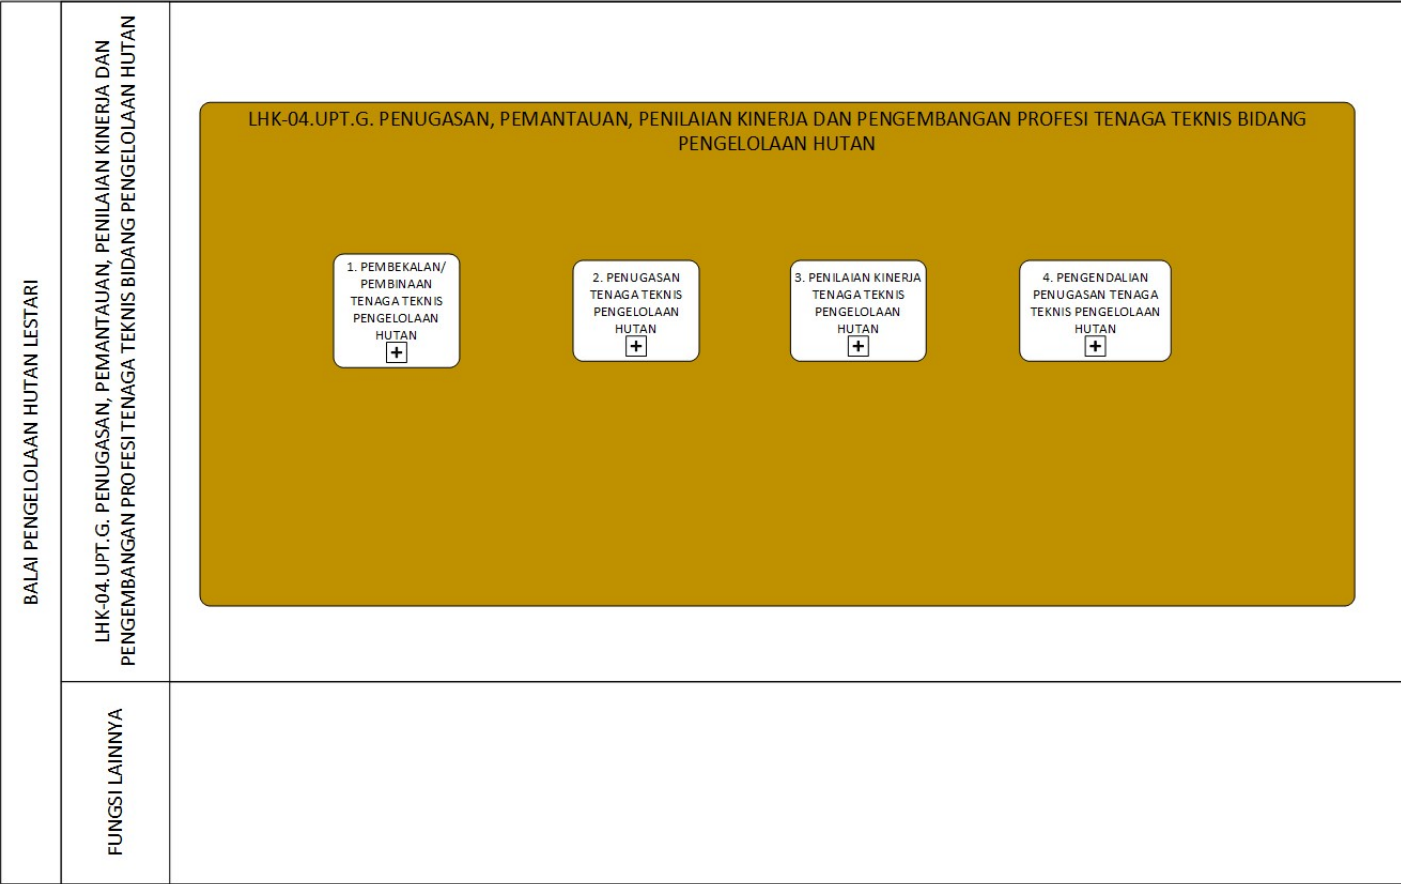 BALAI PENGELOLAAN HUTAN LESTARI
LHK-04.UPT.G. PENUGASAN, PEMANTAUAN, PENILAIAN KINERJA DAN
PENGEMBANGAN PROFESI TENAGA TEKNIS BIDANG PENGELOLAAN HUTAN
LHK-04.UPT.G. PENUGASAN, PEMANTAUAN, PENILAIAN KINERJA DAN PENGEMBANGAN PROFESI TENAGA TEKNIS BIDANG
PENGELOLAAN HUTAN
1. PEMBEKALAN/
PEMBINAAN
TENAGA TEKNIS
PENGELOLAAN
HUTAN
2. PENUGASAN
TENAGA TEKNIS
PENGELOLAAN
HUTAN
3. PENILAIAN KINERJA
TENAGA TEKNIS
PENGELOLAAN
HUTAN
4. PENGENDALIAN
PENUGASAN TENAGA
TEKNIS PENGELOLAAN
HUTAN
FUNGSI LAINNYA